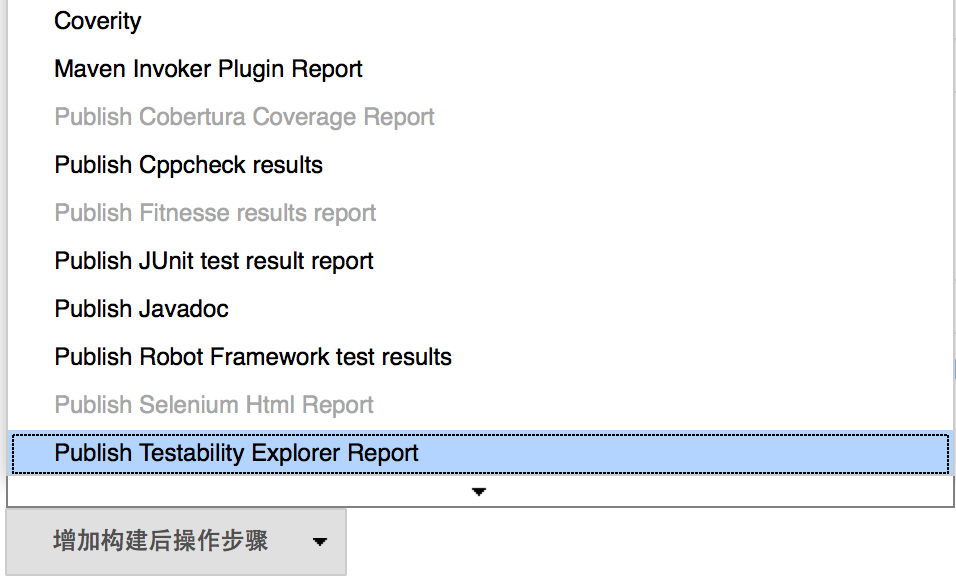 Coverity
Maven Invoker Plugin Report
Publish Cobertura Coverage Report
Publish Cppcheck results
Publish Fitnesse results report
Publish JUnit test result report
Publish Javadoc
Publish Robot Framework test results
Publish Selenium Html Report
Publish Testability Explorer Report
增加构建后操作步骤